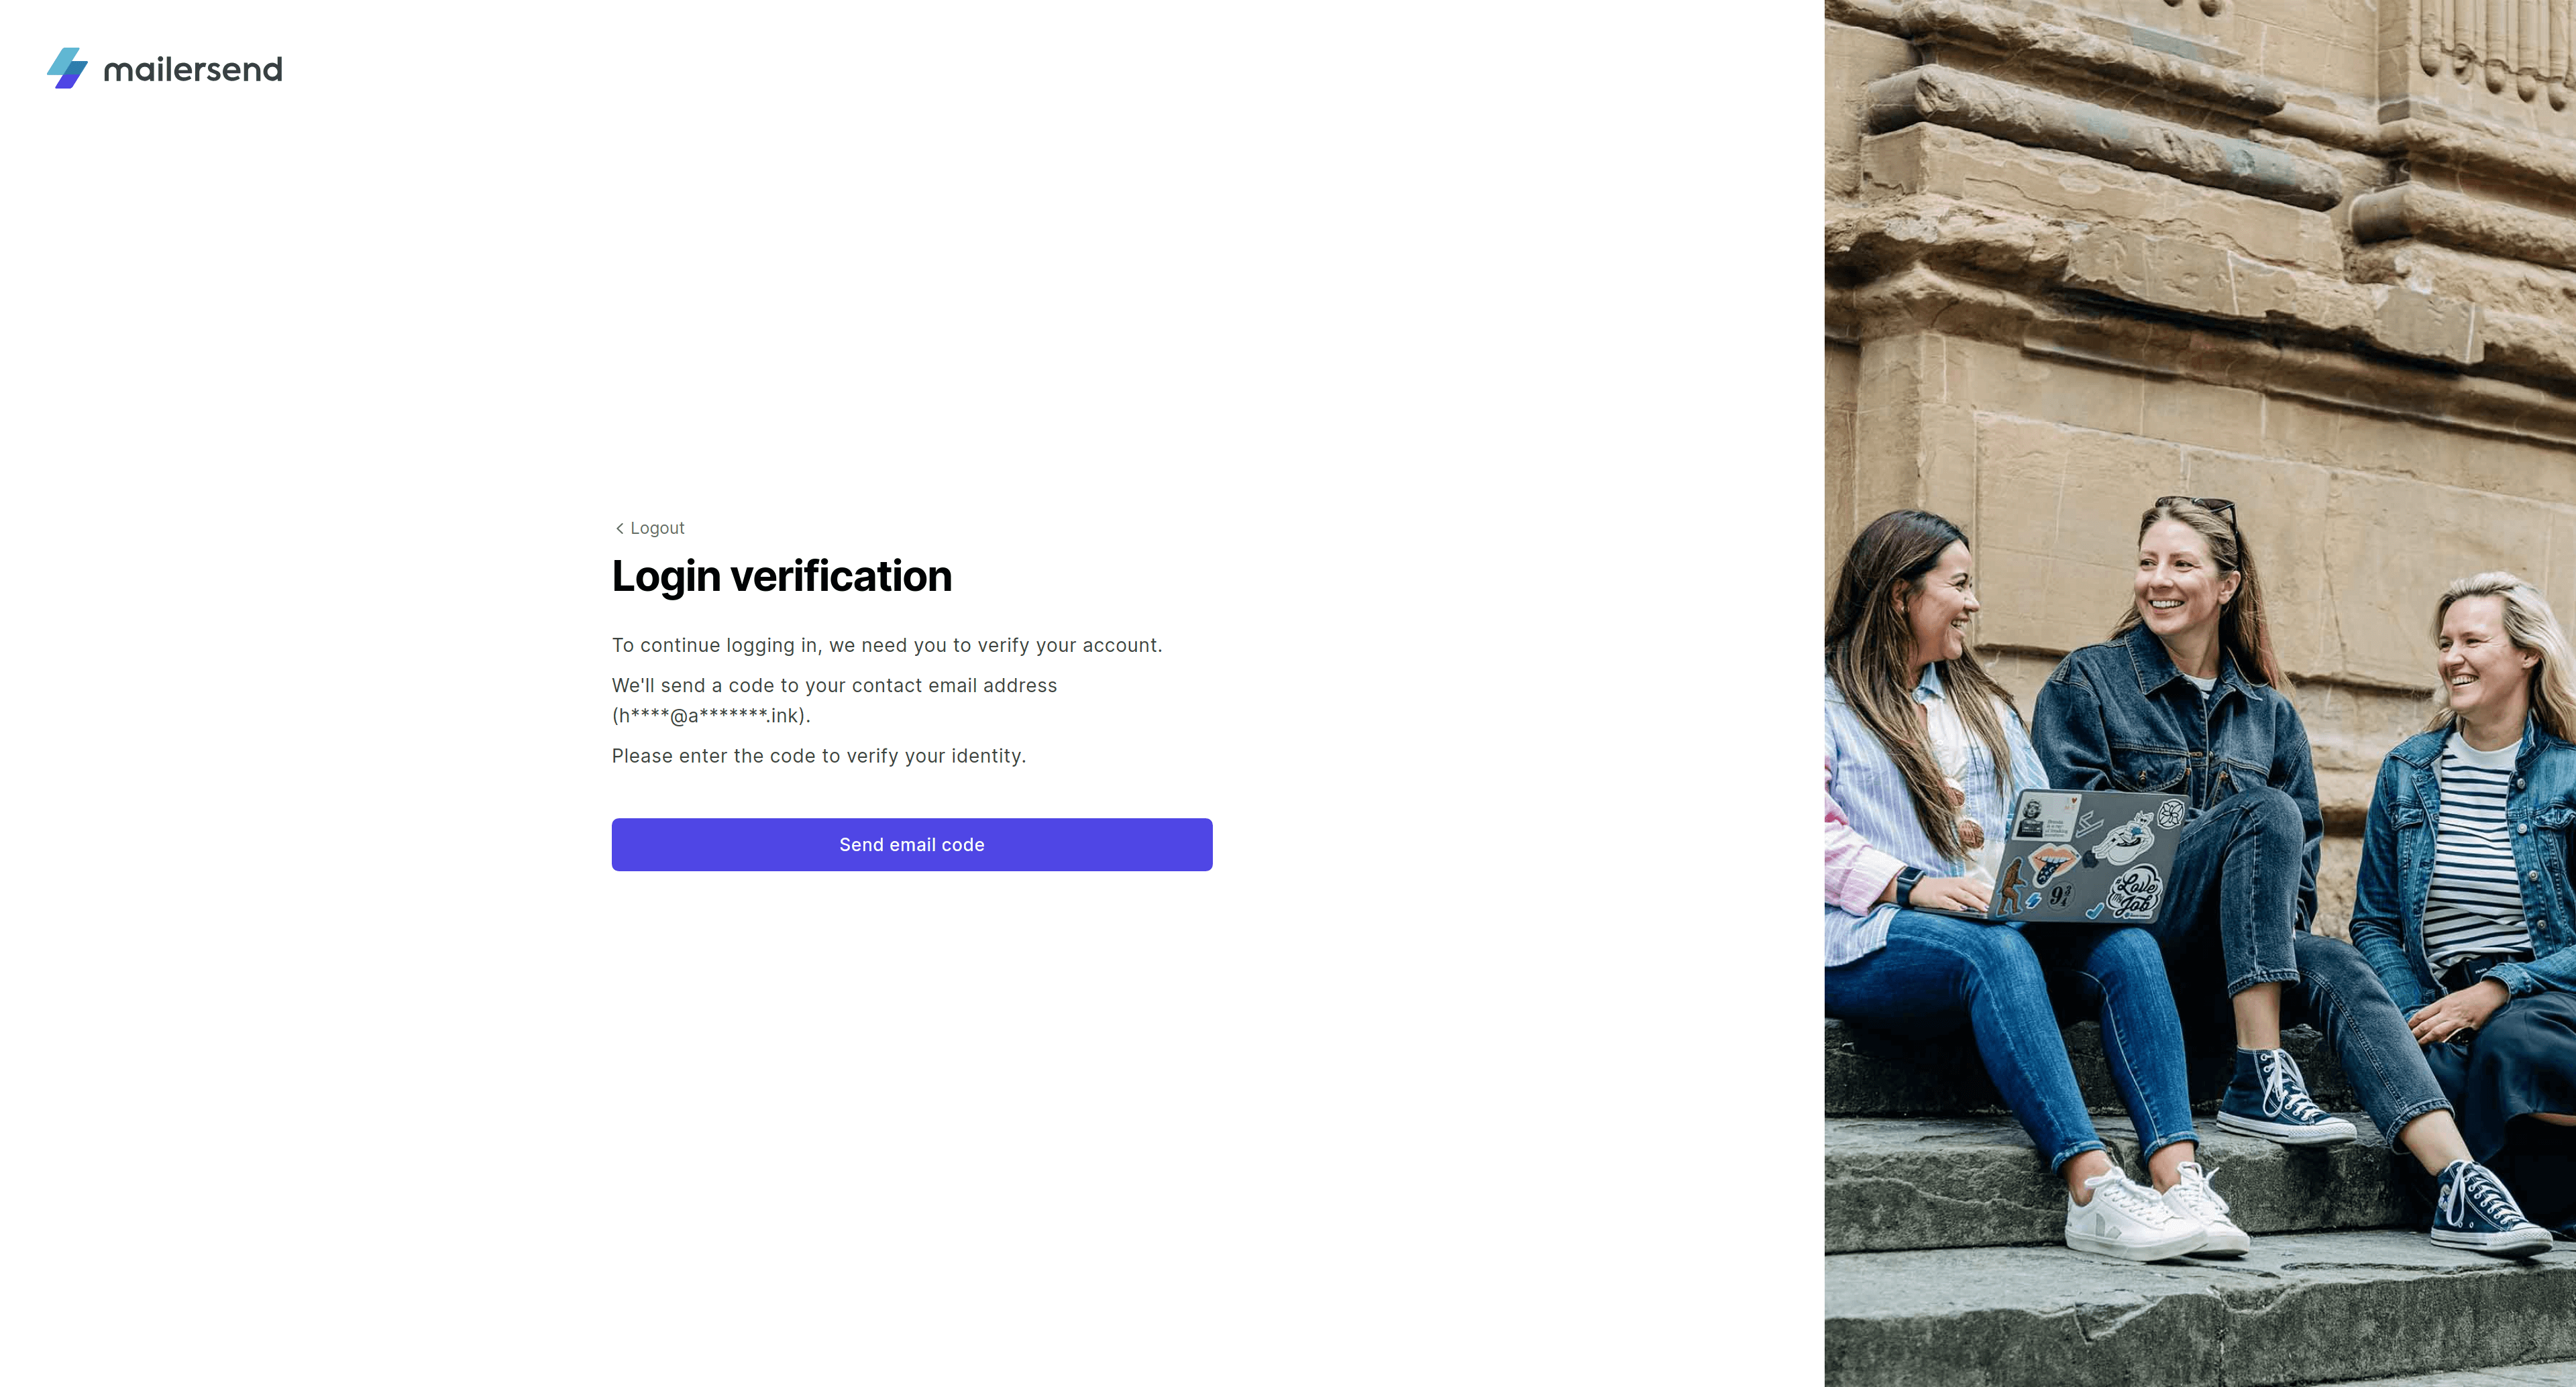 mailersend
Logout
Login verification
To continue logging in, we need you to verify your account.
We'll send a code to your contact email address
(h****@a*******.ink).
Please enter the code to verify your identity.
Send email code
Love
my
Job